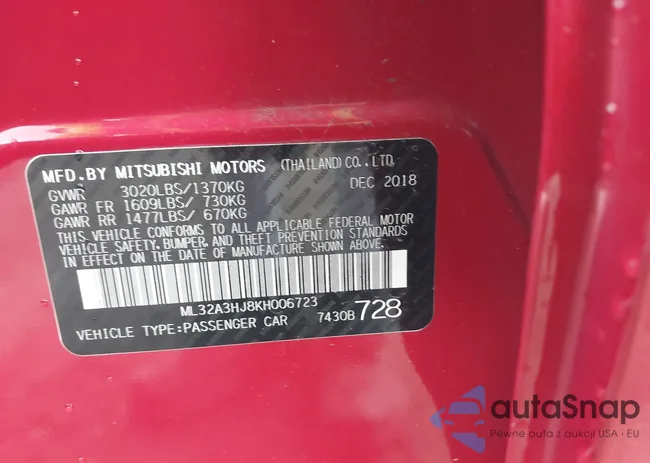 MFD.BY MITSUBISHI MOTORS (THAILAND) CO., LTD.
GVWR 3020LBS/1370KG DEC 2018
GAWR FR 1609LBS/ 730KG
GAWR RR 1477LBS/ 670KG
THIS VEHICLE CONFORMS TO ALL APPLICABLE FEDERAL MOTOR
VEHICLE SAFETY, BUMPER, AND THEFT PREVENTION STANDARDS
IN EFFECT ON THE DATE OF MANUFACTURE SHOWN ABOVE.
ML32A3HJ8KH006723
VEHICLE TYPE:PASSENGER CAR 7430B 728
autaSnap
Pewne auta z aukcji USA i EU